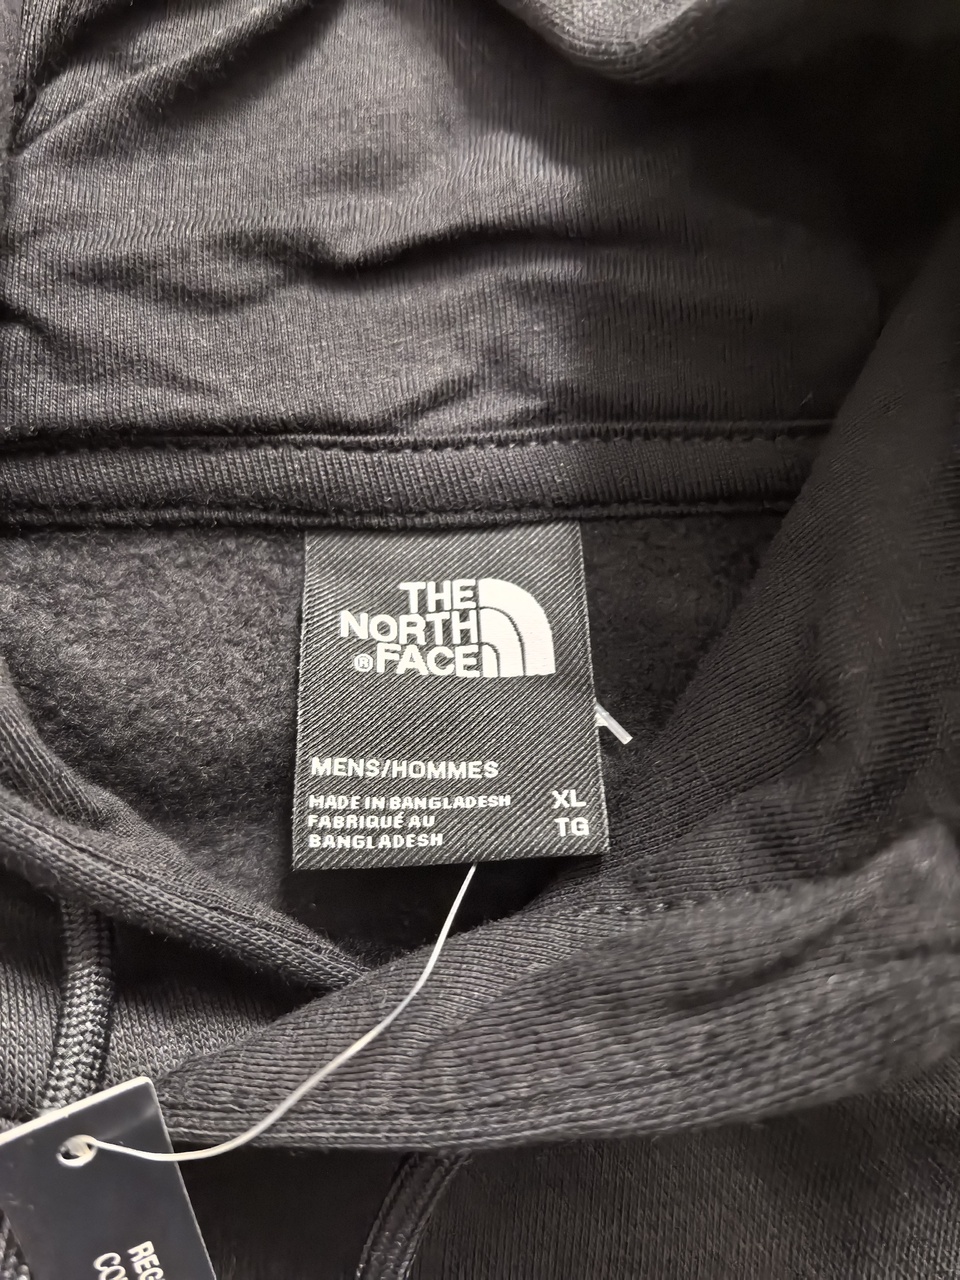 THE
NORTH
®FACE
MENS/HOMMES
MADE IN BANGLADESH XL
FABRIQUÉ AU TG
BANGLADESH